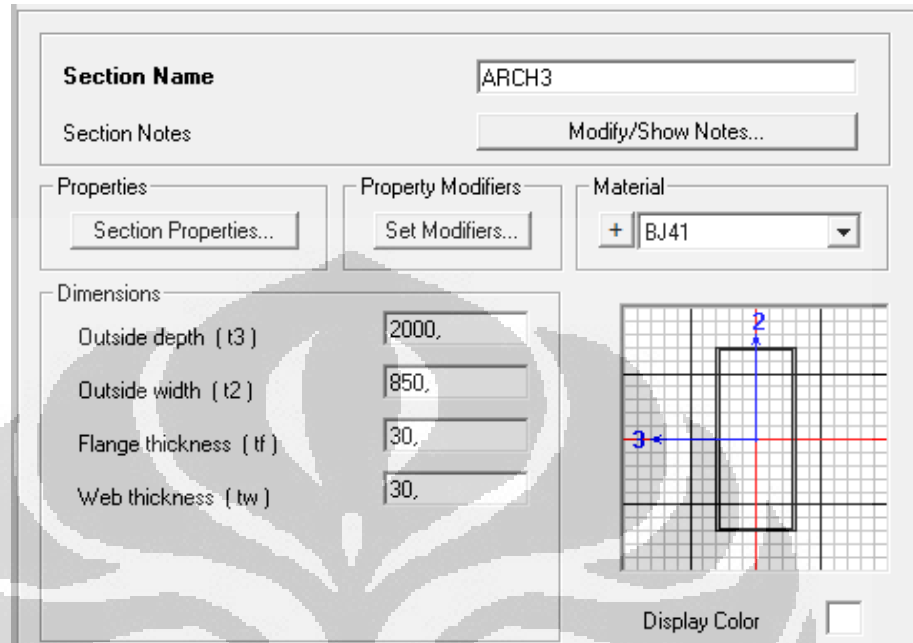 Section Name ARCH3
Section Notes Modify/Show Notes...
Properties Property Modifiers Material
Section Properties... Set Modifiers... + BJ41
Dimensions
Outside depth ( t3 ) 2000,
Outside width ( t2 ) 850,
Flange thickness ( tf ) 30,
Web thickness ( tw ) 30,
2
3
Display Color